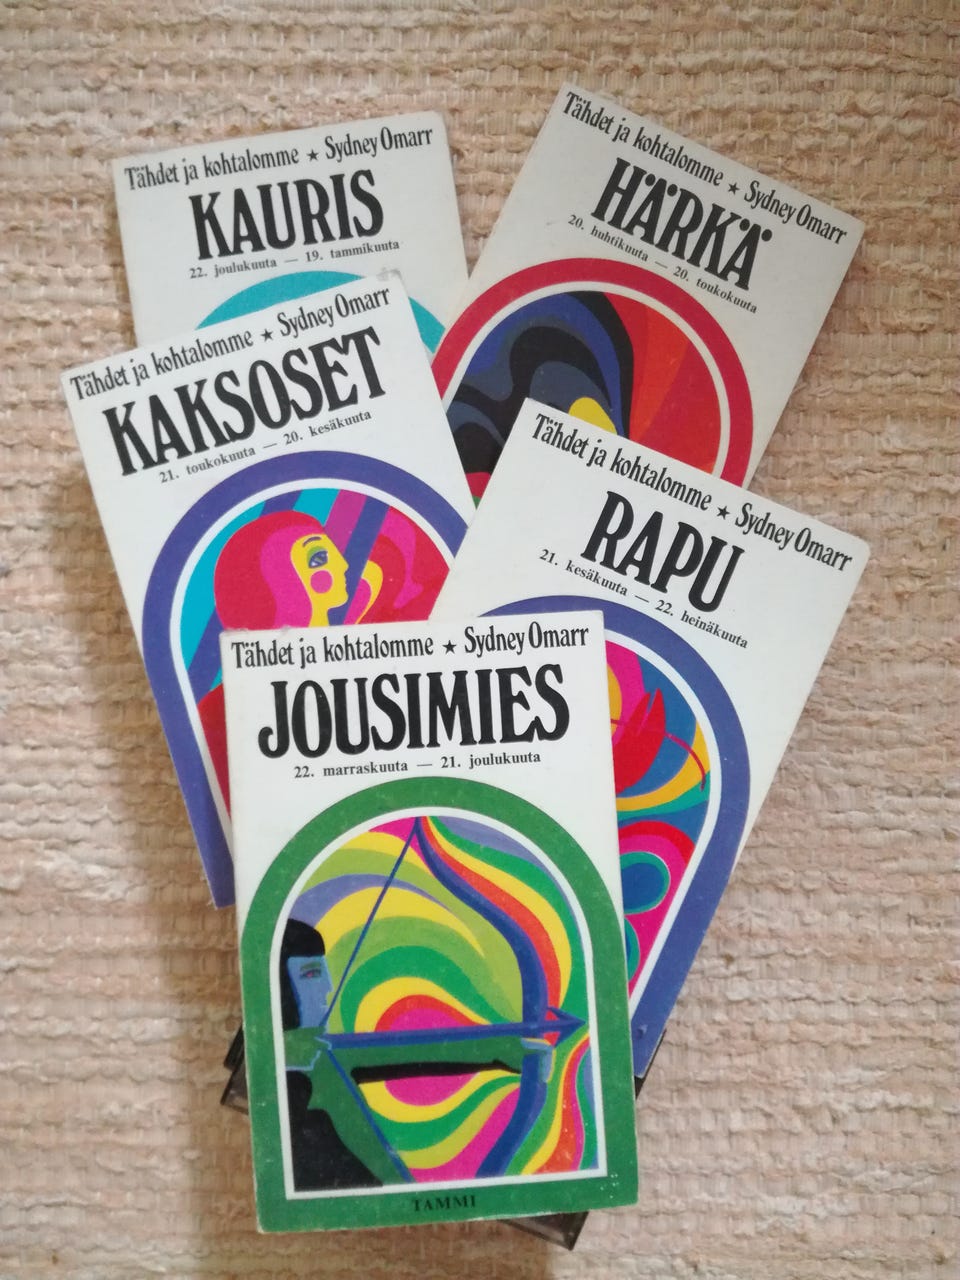 Tähdet ja kohtalomme ★ Sydney Omarr
KAURIS
22. joulukuuta — 19. tammikuuta
Tähdet ja kohtalomme ★ Sydney Omarr
HÄRKÄ
20. huhtikuuta — 20. toukokuuta
Tähdet ja kohtalomme ★ Sydney Omarr
KAKSOSET
21. toukokuuta — 20. kesäkuuta
Tähdet ja kohtalomme ★ Sydney Omarr
RAPU
21. kesäkuuta — 22. heinäkuuta
Tähdet ja kohtalomme ★ Sydney Omarr
JOUSIMIES
22. marraskuuta — 21. joulukuuta
TAMMI